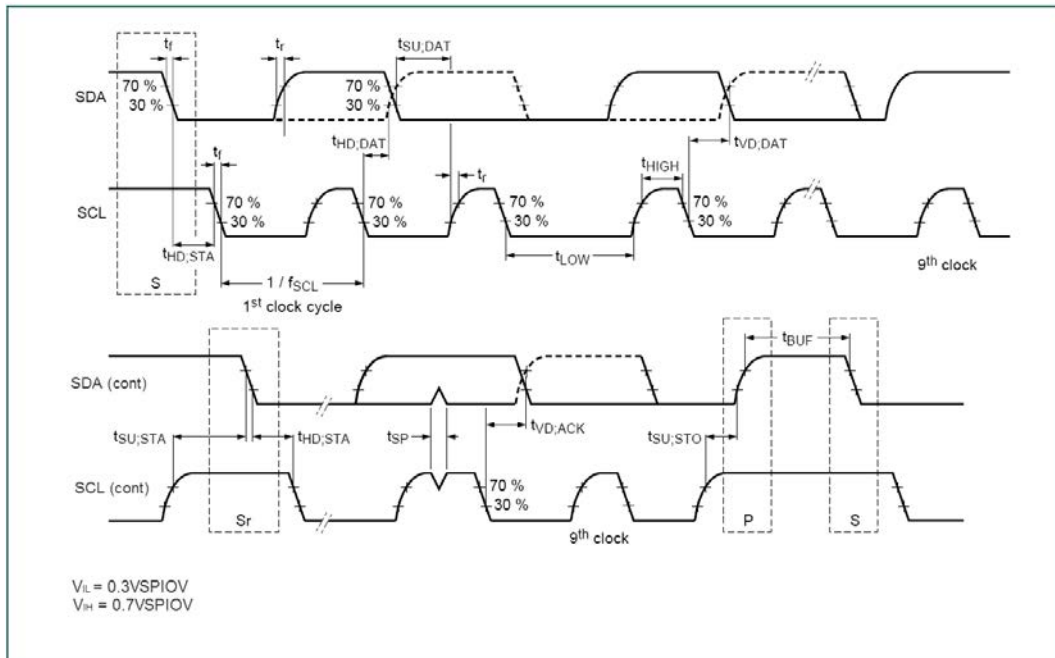 tf
tr
tSU;DAT
SDA
70 %
30 %
70 %
30 %
tHD;DAT
tVD;DAT
tf
tr
tHIGH
SCL
70 %
30 %
70 %
30 %
70 %
30 %
tHD;STA
tLOW
S
1 / fSCL
1st clock cycle
9th clock
tBUF
SDA (cont)
tSU;STA
tHD;STA
tSP
tVD;ACK
tSU;STO
SCL (cont)
70 %
30 %
Sr
9th clock
P
S
VIL = 0.3VSPIOV
VIH = 0.7VSPIOV